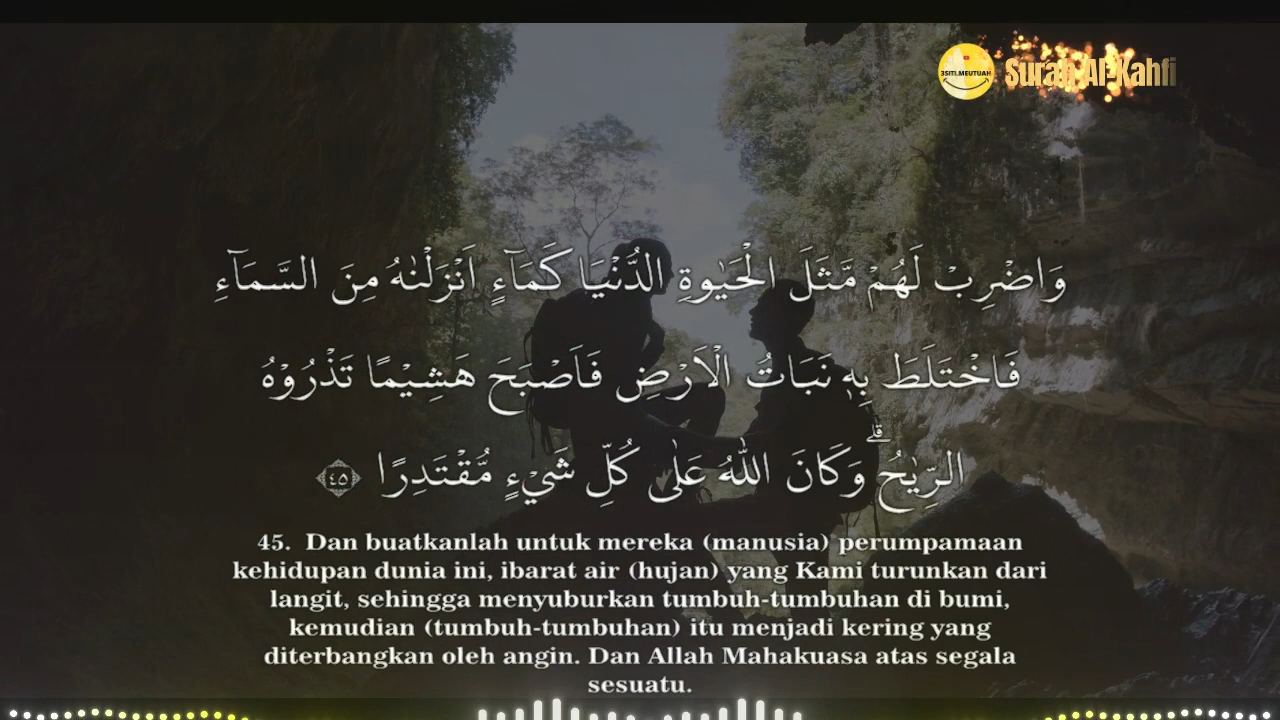 3SITI.MEUTUAH
Surah Al-Kahfi
وَاضْرِبْ لَهُمْ مَّثَلَ الْحَيٰوةِ الدُّنْيَا كَمَاۤءٍ اَنْزَلْنٰهُ مِنَ السَّمَاۤءِ
فَاخْتَلَطَ بِهٖ نَبَاتُ الْاَرْضِ فَاَصْبَحَ هَشِيْمًا تَذْرُوْهُ
الرِّيٰحُ ۗوَكَانَ اللّٰهُ عَلٰى كُلِّ شَيْءٍ مُّقْتَدِرًا ٤٥
45. Dan buatkanlah untuk mereka (manusia) perumpamaan
kehidupan dunia ini, ibarat air (hujan) yang Kami turunkan dari
langit, sehingga menyuburkan tumbuh-tumbuhan di bumi,
kemudian (tumbuh-tumbuhan) itu menjadi kering yang
diterbangkan oleh angin. Dan Allah Mahakuasa atas segala
sesuatu.